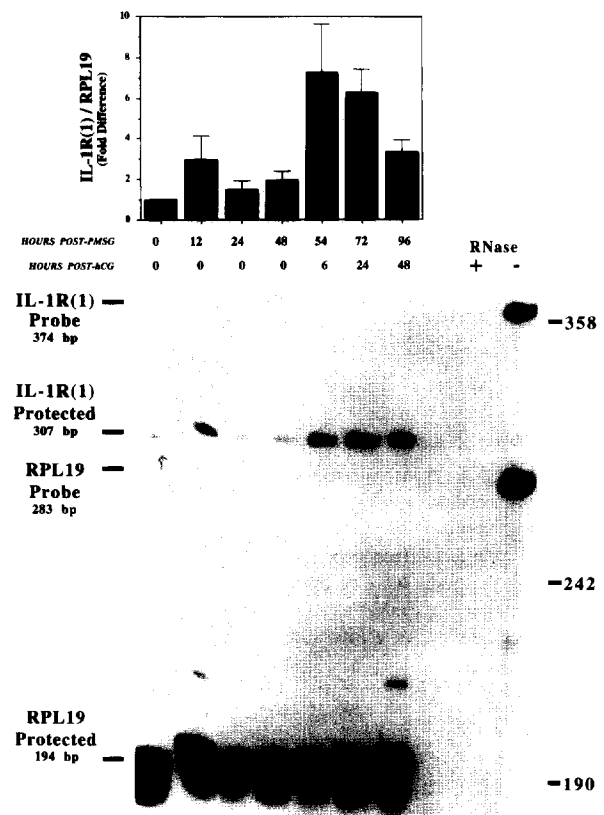 10
8
6
4
2
0
IL-1R(1) / RPL19
(Fold Difference)
HOURS POST-PMSG 0 12 24 48 54 72 96
HOURS POST-hCG 0 0 0 0 6 24 48
RNase
+ -
IL-1R(1)
Probe
374 bp
358
IL-1R(1)
Protected
307 bp
RPL19
Probe
283 bp
242
RPL19
Protected
194 bp
190